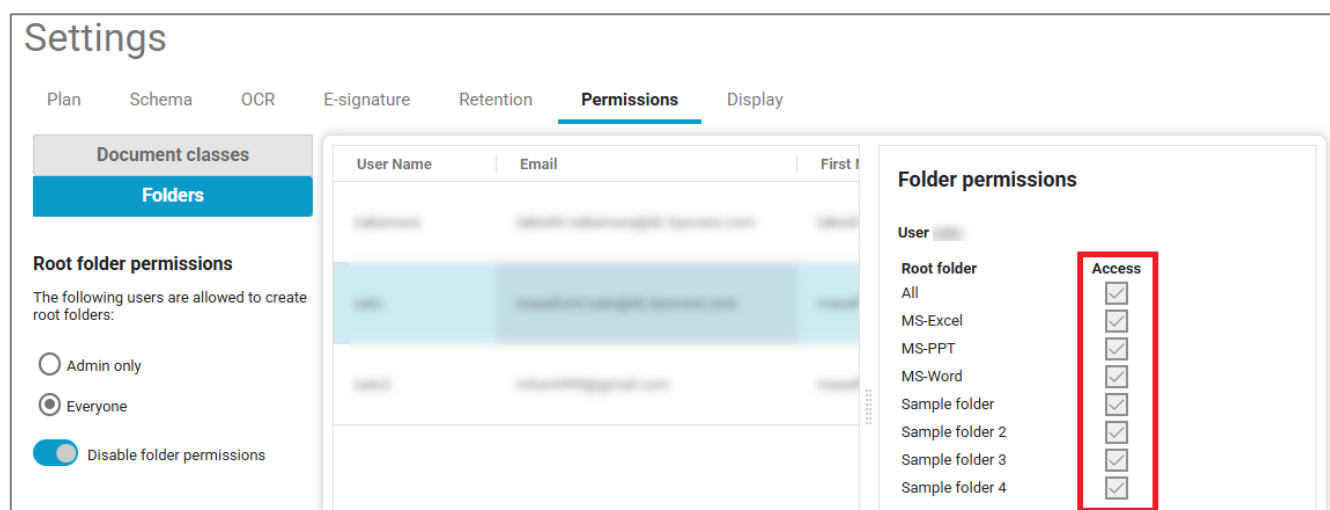 Settings
Plan Schema OCR E-signature Retention Permissions Display
Document classes
Folders
Root folder permissions
The following users are allowed to create
root folders:
Admin only
Everyone
Disable folder permissions
User Name Email First
Folder permissions
User
Root folder Access
All
MS-Excel
MS-PPT
MS-Word
Sample folder
Sample folder 2
Sample folder 3
Sample folder 4